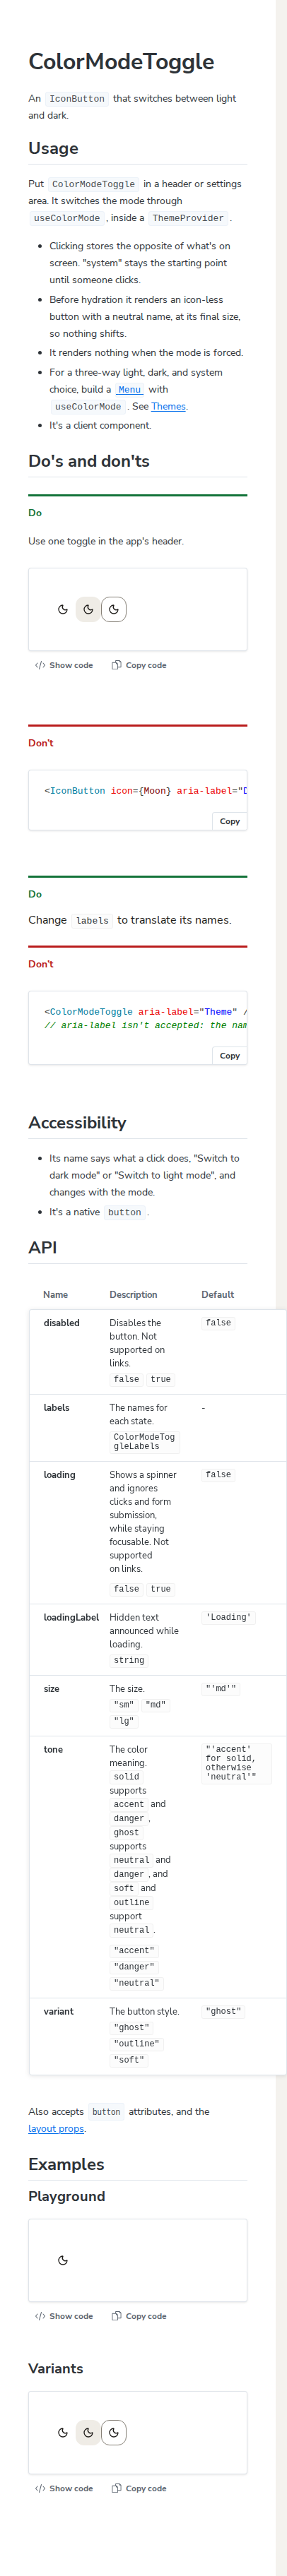 ColorModeToggle
An IconButton that switches between light
and dark.
Usage
Put ColorModeToggle in a header or settings
area. It switches the mode through
useColorMode, inside a ThemeProvider.
Clicking stores the opposite of what's on
screen. "system" stays the starting point
until someone clicks.
Before hydration it renders an icon-less
button with a neutral name, at its final size,
so nothing shifts.
It renders nothing when the mode is forced.
For a three-way light, dark, and system
choice, build a Menu with
useColorMode. See Themes.
It's a client component.
Do's and don'ts
Do
Use one toggle in the app's header.
Show code Copy code
Don't
<IconButton icon={Moon} aria-label="D
Copy
Do
Change labels to translate its names.
Don't
<ColorModeToggle aria-label="Theme" /
// aria-label isn't accepted: the nam
Copy
Accessibility
Its name says what a click does, "Switch to
dark mode" or "Switch to light mode", and
changes with the mode.
It's a native button.
API
Name Description Default
disabled Disables the false
button. Not
supported on
links.
false true
labels The names for -
each state.
ColorModeTog
gleLabels
loading Shows a spinner false
and ignores
clicks and form
submission,
while staying
focusable. Not
supported
on links.
false true
loadingLabel Hidden text 'Loading'
announced while
loading.
string
size The size. "'md'"
"sm" "md"
"lg"
tone The color "'accent'
meaning. for solid,
solid otherwise
supports 'neutral'"
accent and
danger,
ghost
supports
neutral and
danger, and
soft and
outline
support
neutral.
"accent"
"danger"
"neutral"
variant The button style. "ghost"
"ghost"
"outline"
"soft"
Also accepts button attributes, and the
layout props.
Examples
Playground
Show code Copy code
Variants
Show code Copy code